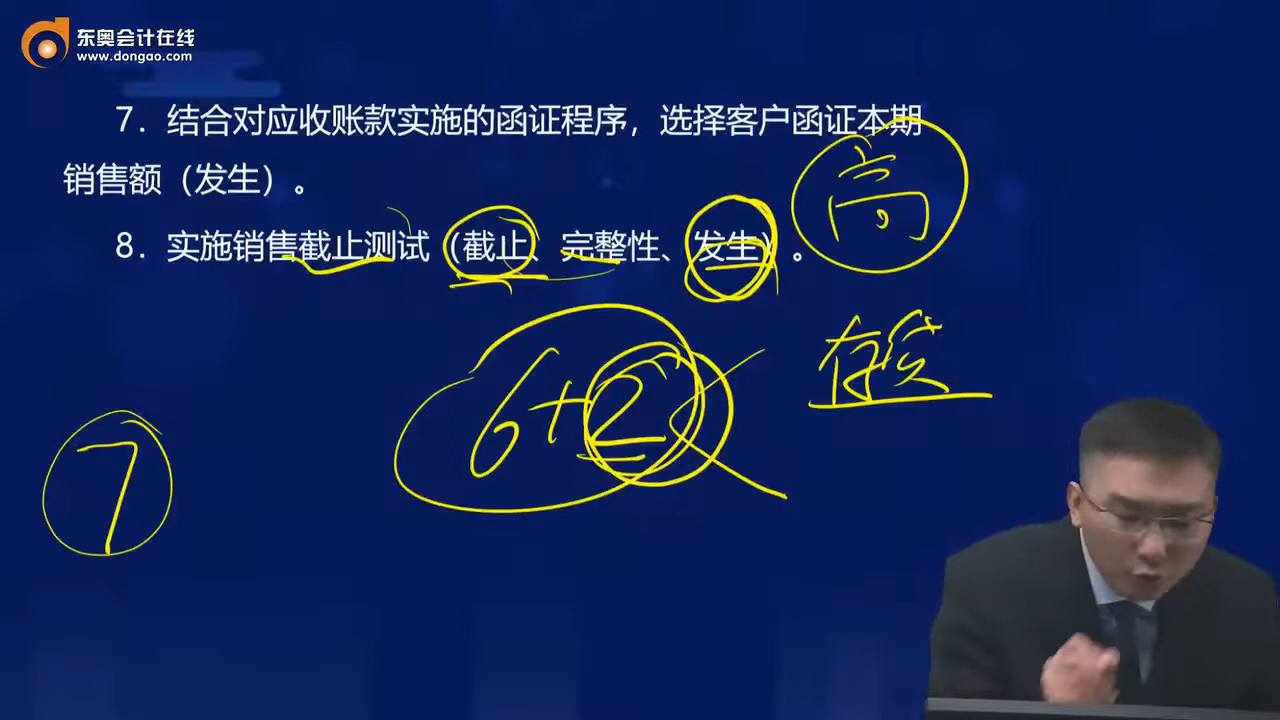 东奥会计在线
www.dongao.com
7. 结合对应收账款实施的函证程序，选择客户函证本期
销售额（发生）。
8. 实施销售截止测试（截止、完整性、发生）。
高
存货
6+2
7